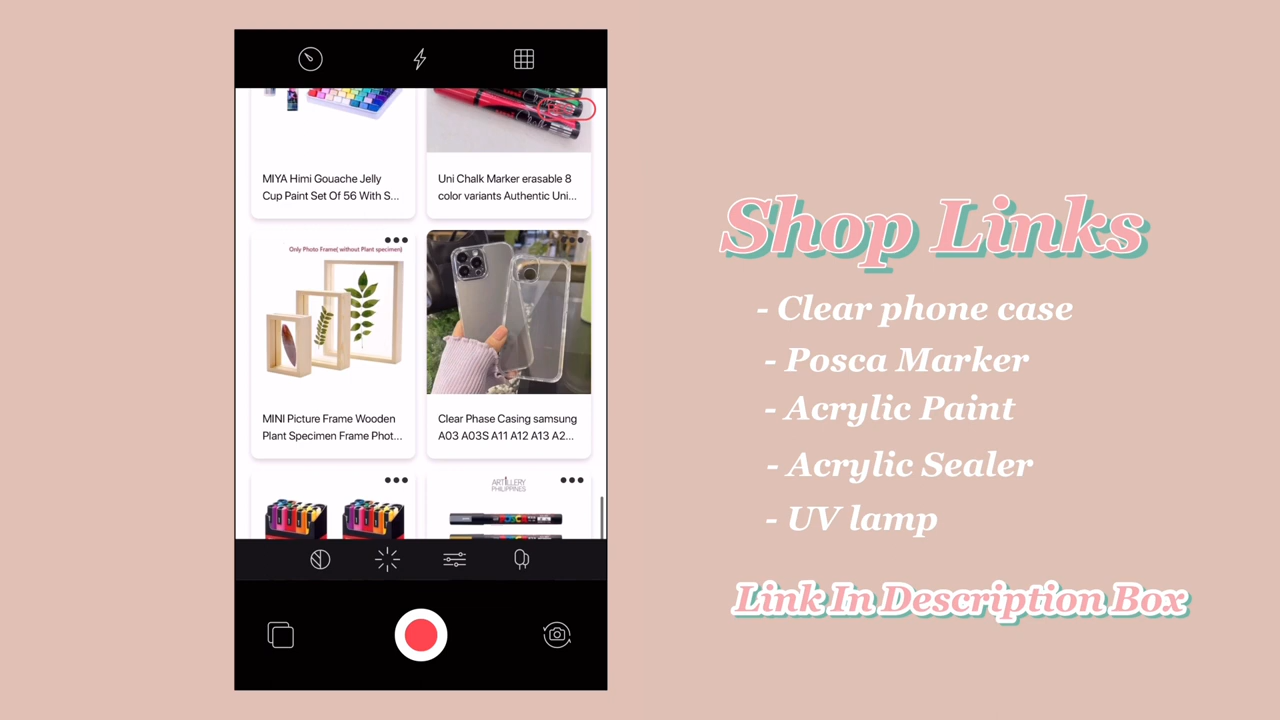 MIYA Himi Gouache Jelly
Cup Paint Set Of 56 With S...
Uni Chalk Marker erasable 8
color variants Authentic Uni...
Only Photo Frame( without Plant specimen)
MINI Picture Frame Wooden
Plant Specimen Frame Phot...
Clear Phase Casing samsung
A03 A03S A11 A12 A13 A2...
ARTILLERY
PHILIPPINES
POSCA
Shop Links
- Clear phone case
- Posca Marker
- Acrylic Paint
- Acrylic Sealer
- UV lamp
Link In Description Box